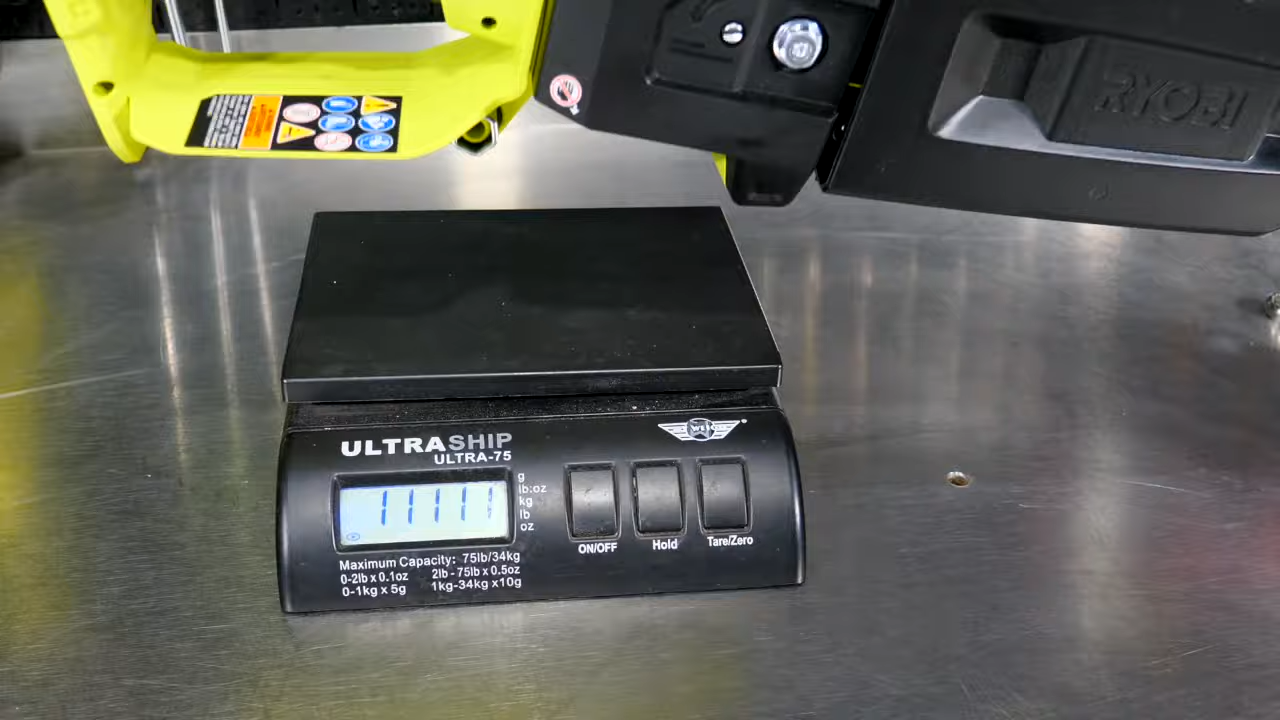 RYOBI
ULTRASHIP
ULTRA-75
11111
g
lb:oz
kg
lb
oz
ON/OFF
Hold
Tare/Zero
Maximum Capacity: 75lb/34kg
0-2lb x 0.1oz 2lb - 75lb x 0.5oz
0-1kg x 5g 1kg-34kg x10g